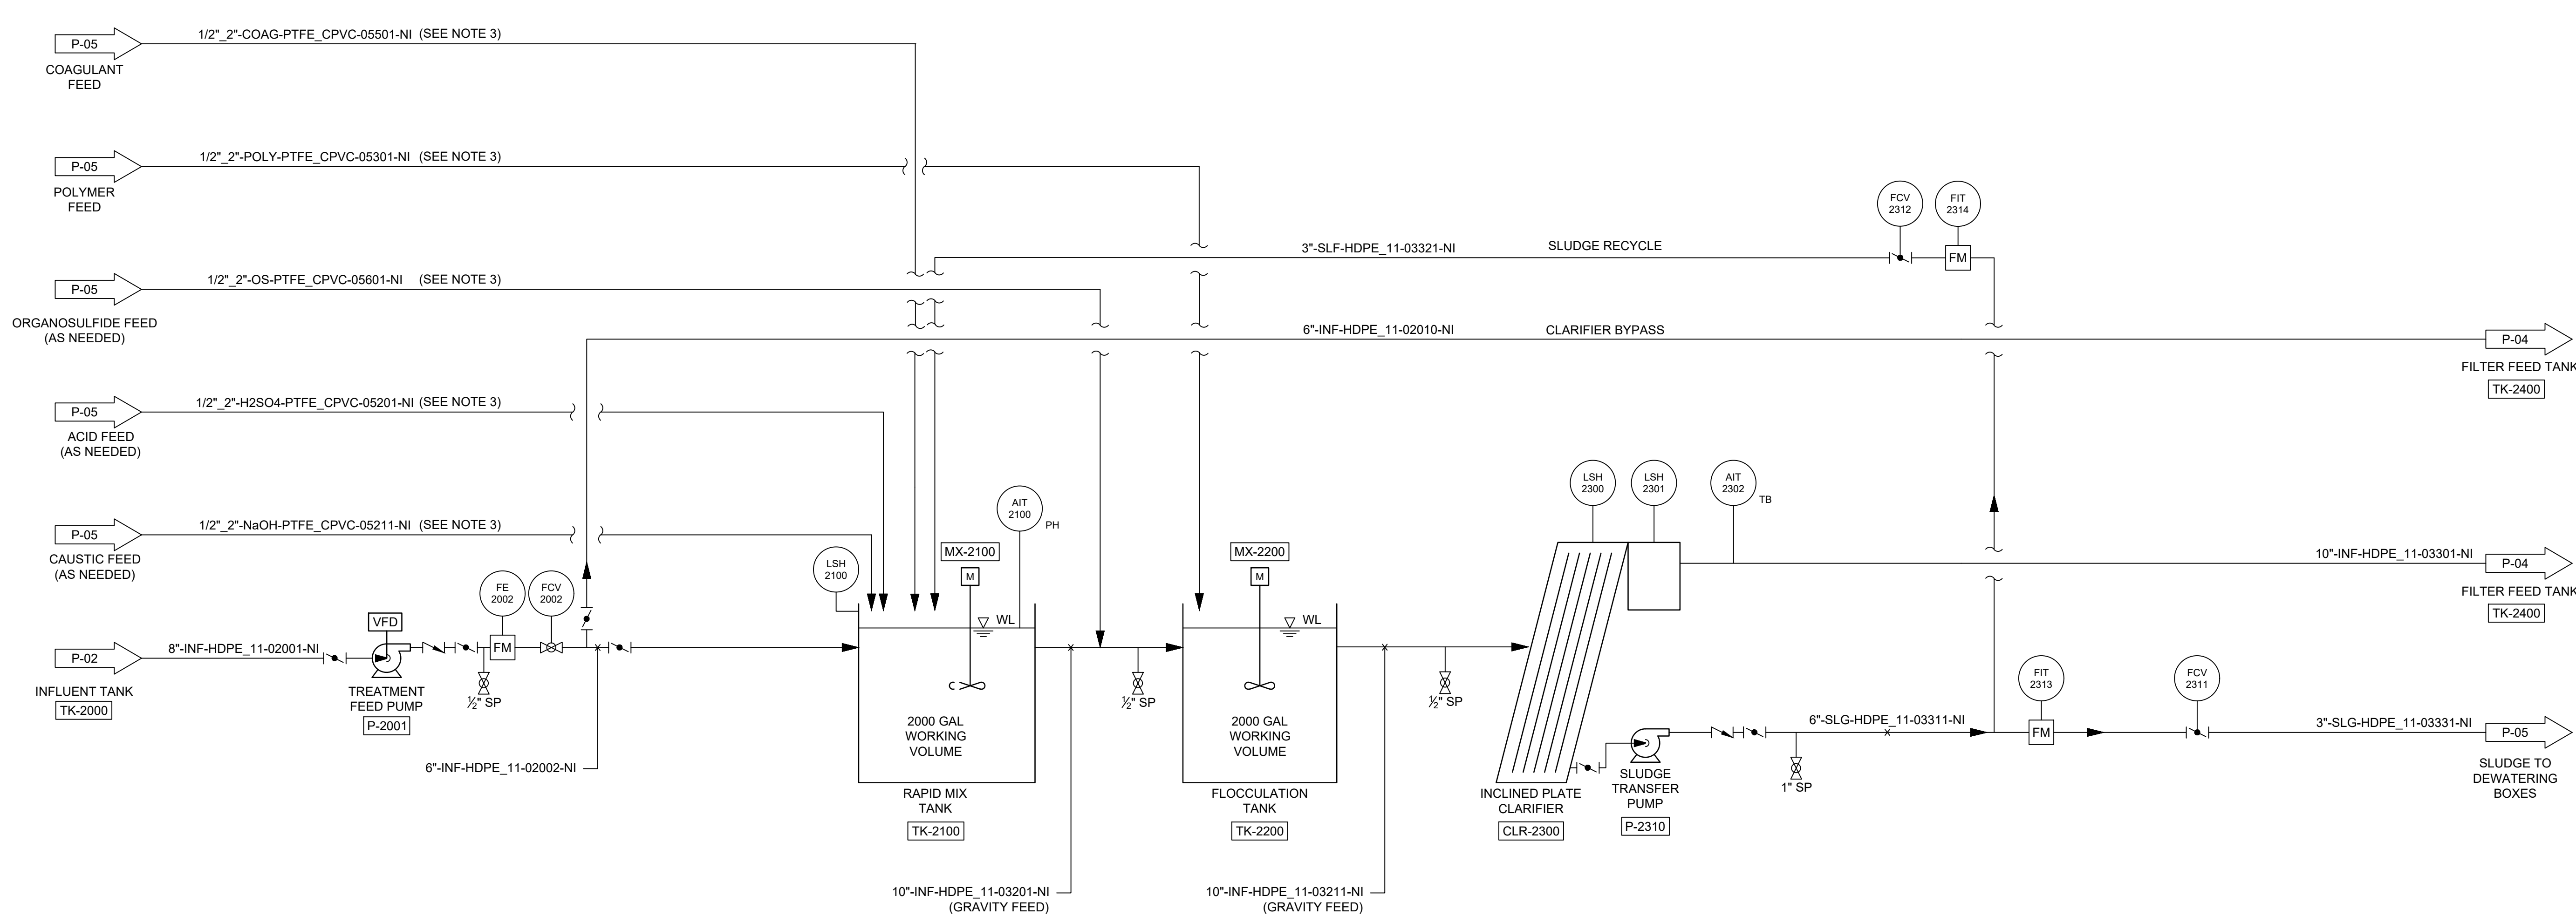 P-05
1/2"_2"-COAG-PTFE_CPVC-05501-NI (SEE NOTE 3)
COAGULANT
FEED
P-05
1/2"_2"-POLY-PTFE_CPVC-05301-NI (SEE NOTE 3)
POLYMER
FEED
FCV
2312
FIT
2314
3"-SLF-HDPE_11-03321-NI
SLUDGE RECYCLE
FM
P-05
1/2"_2"-OS-PTFE_CPVC-05601-NI (SEE NOTE 3)
ORGANOSULFIDE FEED
(AS NEEDED)
6"-INF-HDPE_11-02010-NI
CLARIFIER BYPASS
P-04
FILTER FEED TANK
TK-2400
P-05
1/2"_2"-H2SO4-PTFE_CPVC-05201-NI (SEE NOTE 3)
ACID FEED
(AS NEEDED)
P-05
1/2"_2"-NaOH-PTFE_CPVC-05211-NI (SEE NOTE 3)
CAUSTIC FEED
(AS NEEDED)
LSH
2100
MX-2100
M
AIT
2100
PH
WL
MX-2200
M
WL
LSH
2300
LSH
2301
AIT
2302
TB
10"-INF-HDPE_11-03301-NI
P-04
FILTER FEED TANK
TK-2400
P-02
8"-INF-HDPE_11-02001-NI
INFLUENT TANK
TK-2000
VFD
TREATMENT
FEED PUMP
P-2001
FE
2002
FCV
2002
FM
½" SP
6"-INF-HDPE_11-02002-NI
2000 GAL
WORKING
VOLUME
RAPID MIX
TANK
TK-2100
½" SP
10"-INF-HDPE_11-03201-NI
(GRAVITY FEED)
2000 GAL
WORKING
VOLUME
FLOCCULATION
TANK
TK-2200
½" SP
10"-INF-HDPE_11-03211-NI
(GRAVITY FEED)
INCLINED PLATE
CLARIFIER
CLR-2300
SLUDGE
TRANSFER
PUMP
P-2310
1" SP
6"-SLG-HDPE_11-03311-NI
FIT
2313
FM
FCV
2311
3"-SLG-HDPE_11-03331-NI
P-05
SLUDGE TO
DEWATERING
BOXES